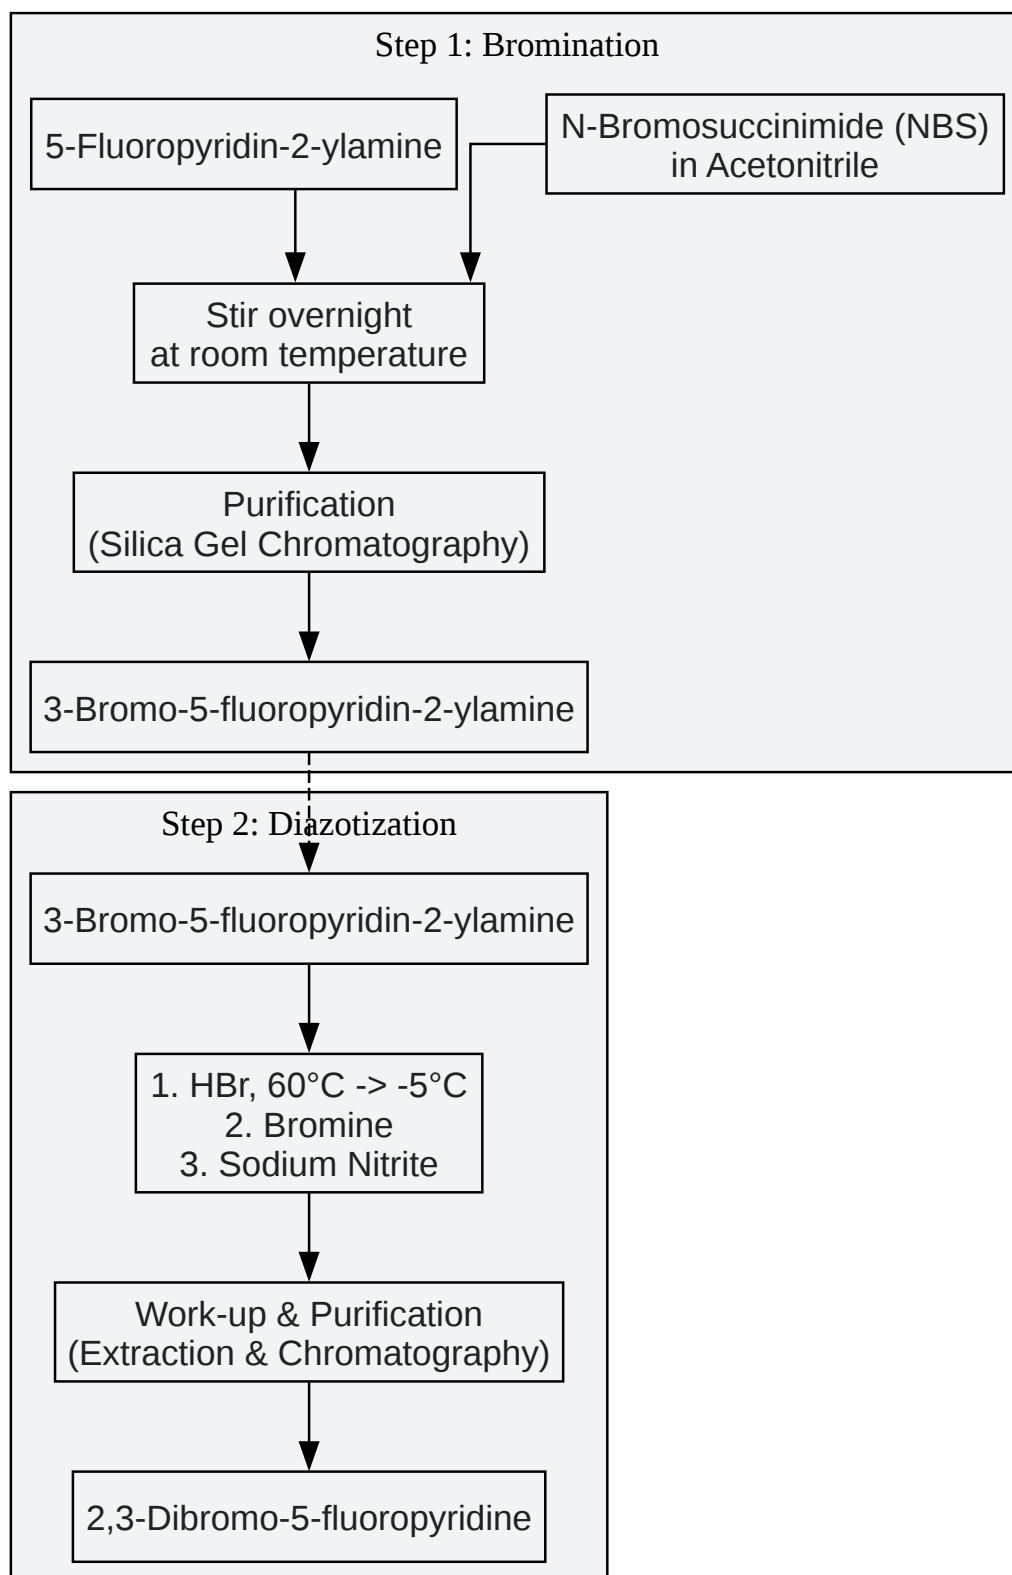 Step 1: Bromination
5-Fluoropyridin-2-ylamine
N-Bromosuccinimide (NBS)
in Acetonitrile
Stir overnight
at room temperature
Purification
(Silica Gel Chromatography)
3-Bromo-5-fluoropyridin-2-ylamine
Step 2: Diazotization
3-Bromo-5-fluoropyridin-2-ylamine
1. HBr, 60°C -> -5°C
2. Bromine
3. Sodium Nitrite
Work-up & Purification
(Extraction & Chromatography)
2,3-Dibromo-5-fluoropyridine